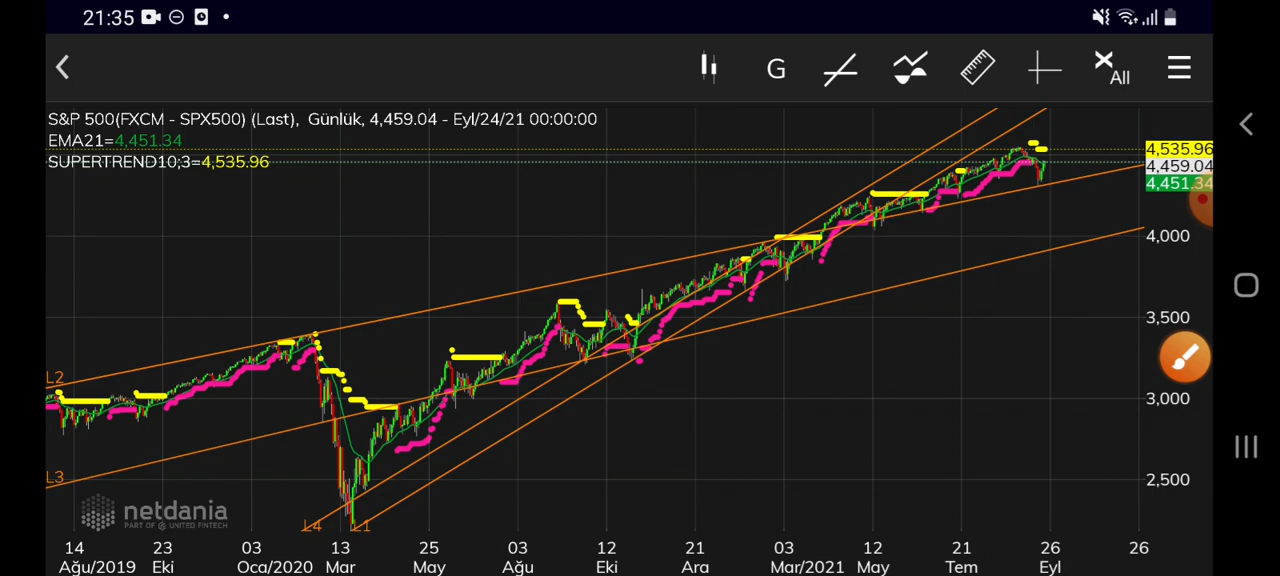 21:35
G
All
S&P 500(FXCM - SPX500) (Last), Günlük, 4,459.04 - Eyl/24/21 00:00:00
EMA21=4,451.34
SUPERTREND10;3=4,535.96
4,535.96
4,459.04
4,451.34
4,000
3,500
3,000
2,500
L2
L3
L4
L1
netdania
PART OF UNITED FINTECH
14 23 03 13 25 03 12 21 03 12 21 26 26
Ağu/2019 Eki Oca/2020 Mar May Ağu Eki Ara Mar/2021 May Tem Eyl